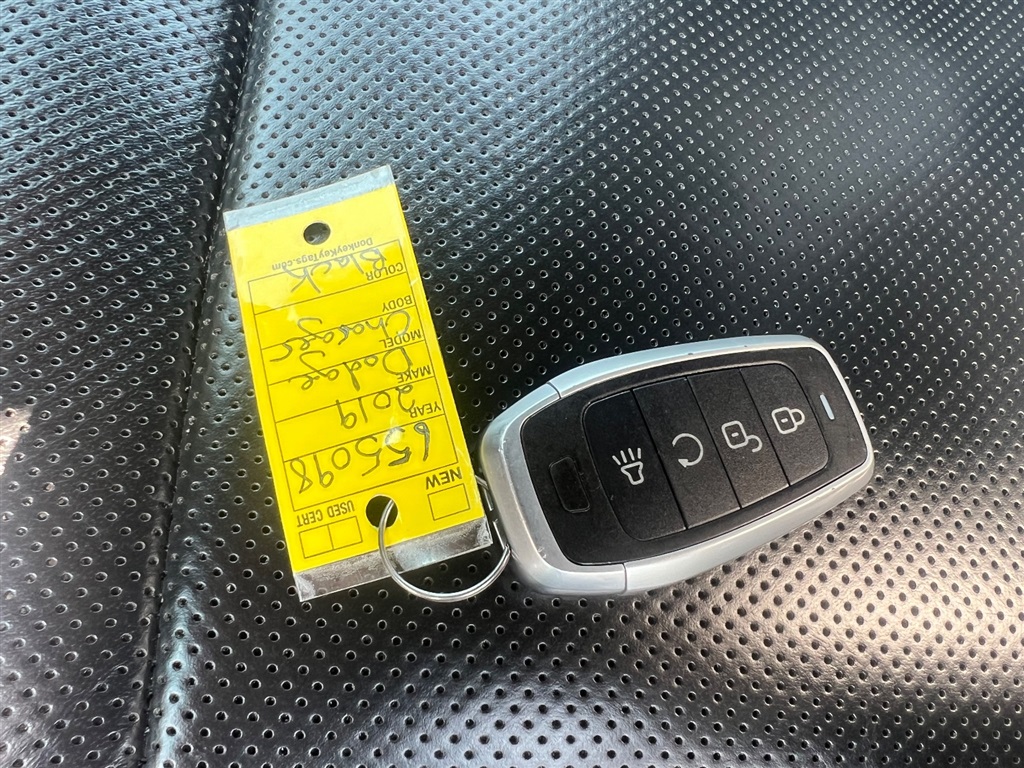 NEW USED CERT
655098
YEAR 2019
MAKE Dodge
MODEL Charger
BODY
COLOR Black
DonkeyKeyTags.com